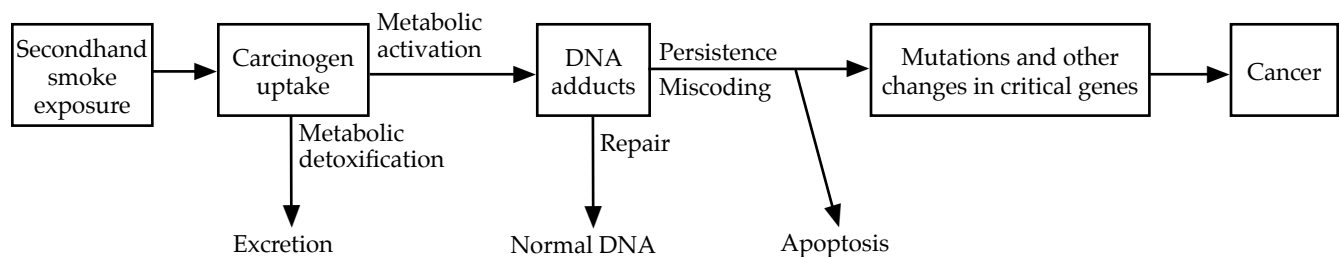 Secondhand
smoke
exposure
Carcinogen
uptake
Metabolic
activation
Metabolic
detoxification
Excretion
DNA
adducts
Persistence
Miscoding
Repair
Normal DNA
Apoptosis
Mutations and other
changes in critical genes
Cancer